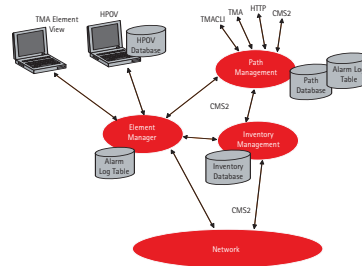 TMA Element
View
HPOV
HPOV
Database
TMACLI
TMA
HTTP
CMS2
Path
Management
Path
Database
Alarm Log
Table
CMS2
Element
Manager
Inventory
Management
Alarm
Log Table
Inventory
Database
CMS2
Network